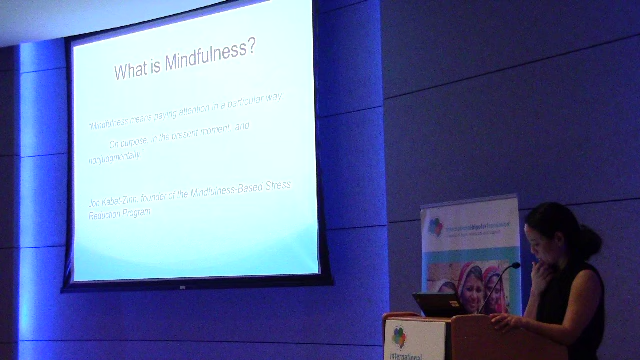 What is Mindfulness?
"Mindfulness means paying attention in a particular way
On purpose, in the present moment, and
nonjudgmentally
Jon Kabat-Zinn, founder of the Mindfulness-Based Stress
Reduction Program
international